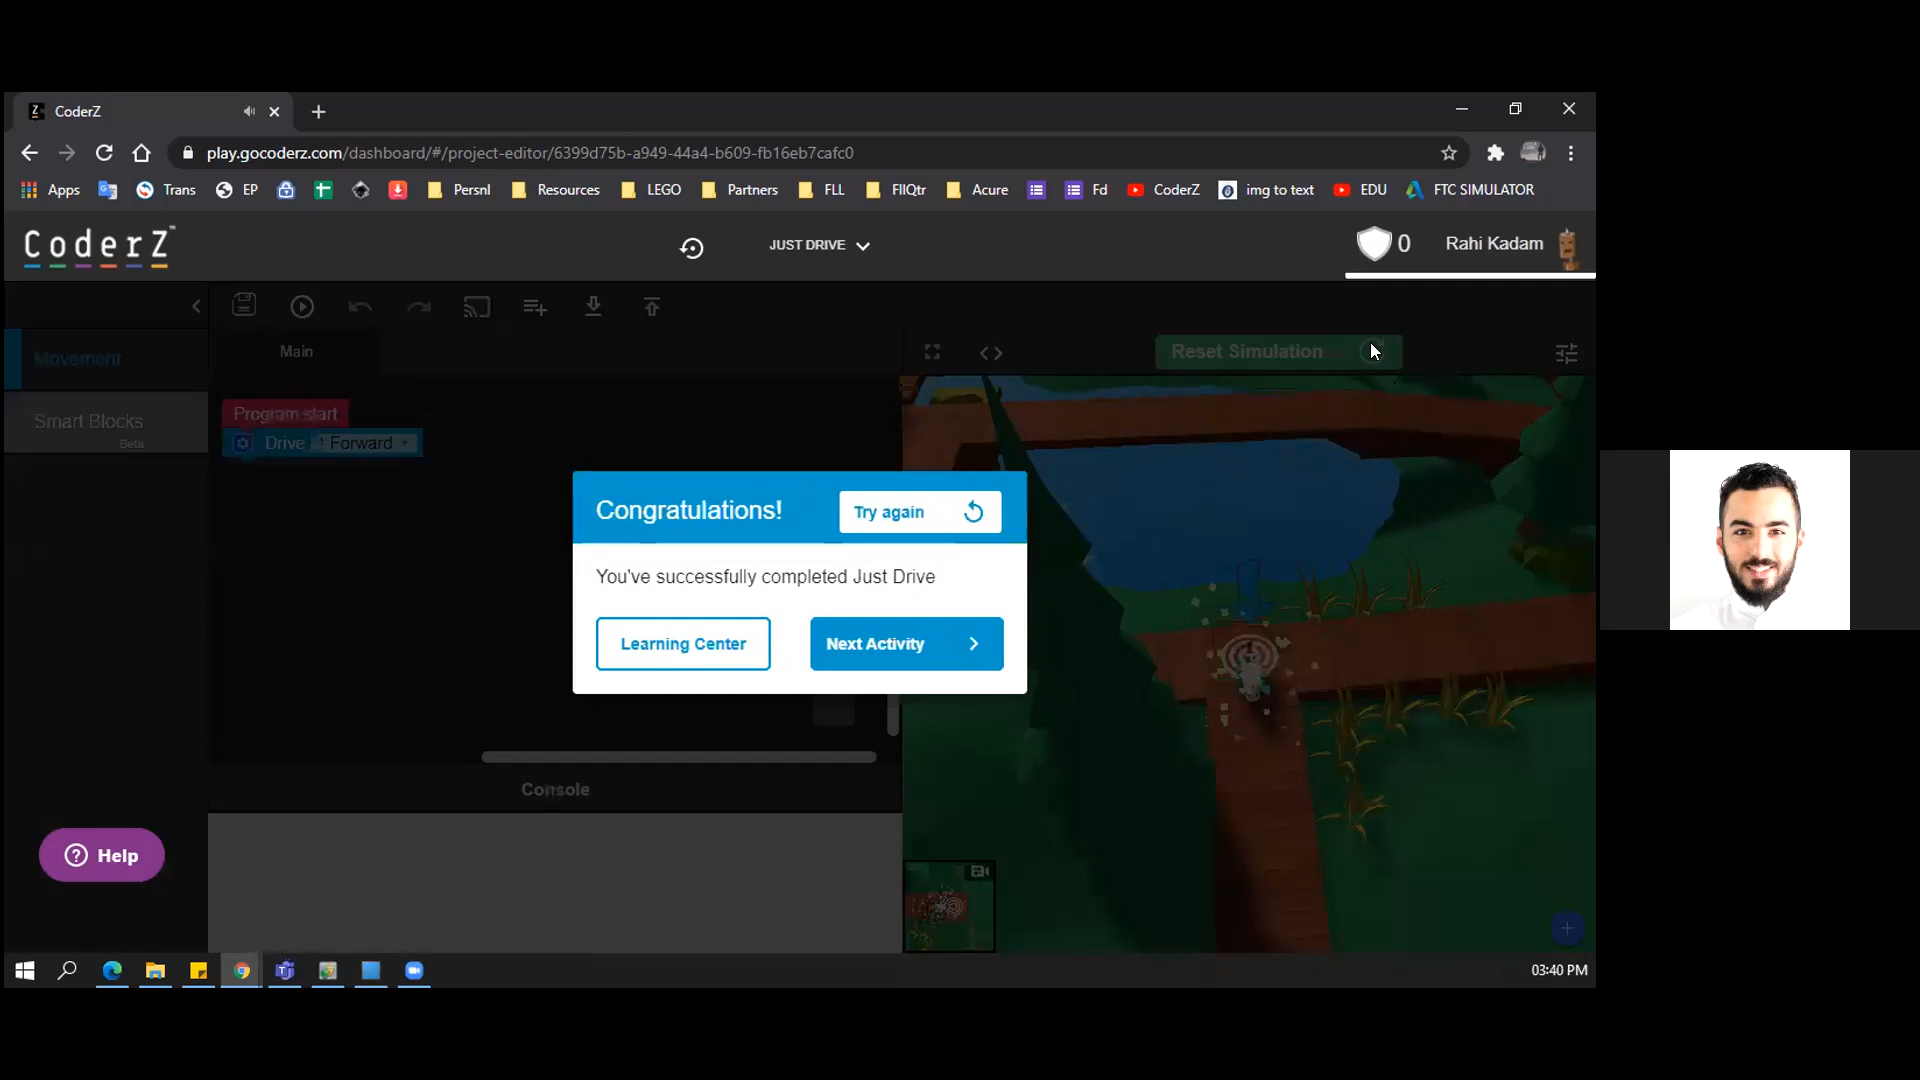 CoderZ
play.gocoderz.com/dashboard/#/project-editor/6399d75b-a949-44a4-b609-fb16eb7cafc0
Apps Trans EP Persnl Resources LEGO Partners FLL FllQtr Acure Fd CoderZ img to text EDU FTC SIMULATOR
CoderZ JUST DRIVE 0 Rahi Kadam
Movement Main Reset Simulation
Smart Blocks
Beta
Program start
Drive ↑ Forward
Congratulations! Try again
You've successfully completed Just Drive
Learning Center Next Activity
Console
Help
03:40 PM